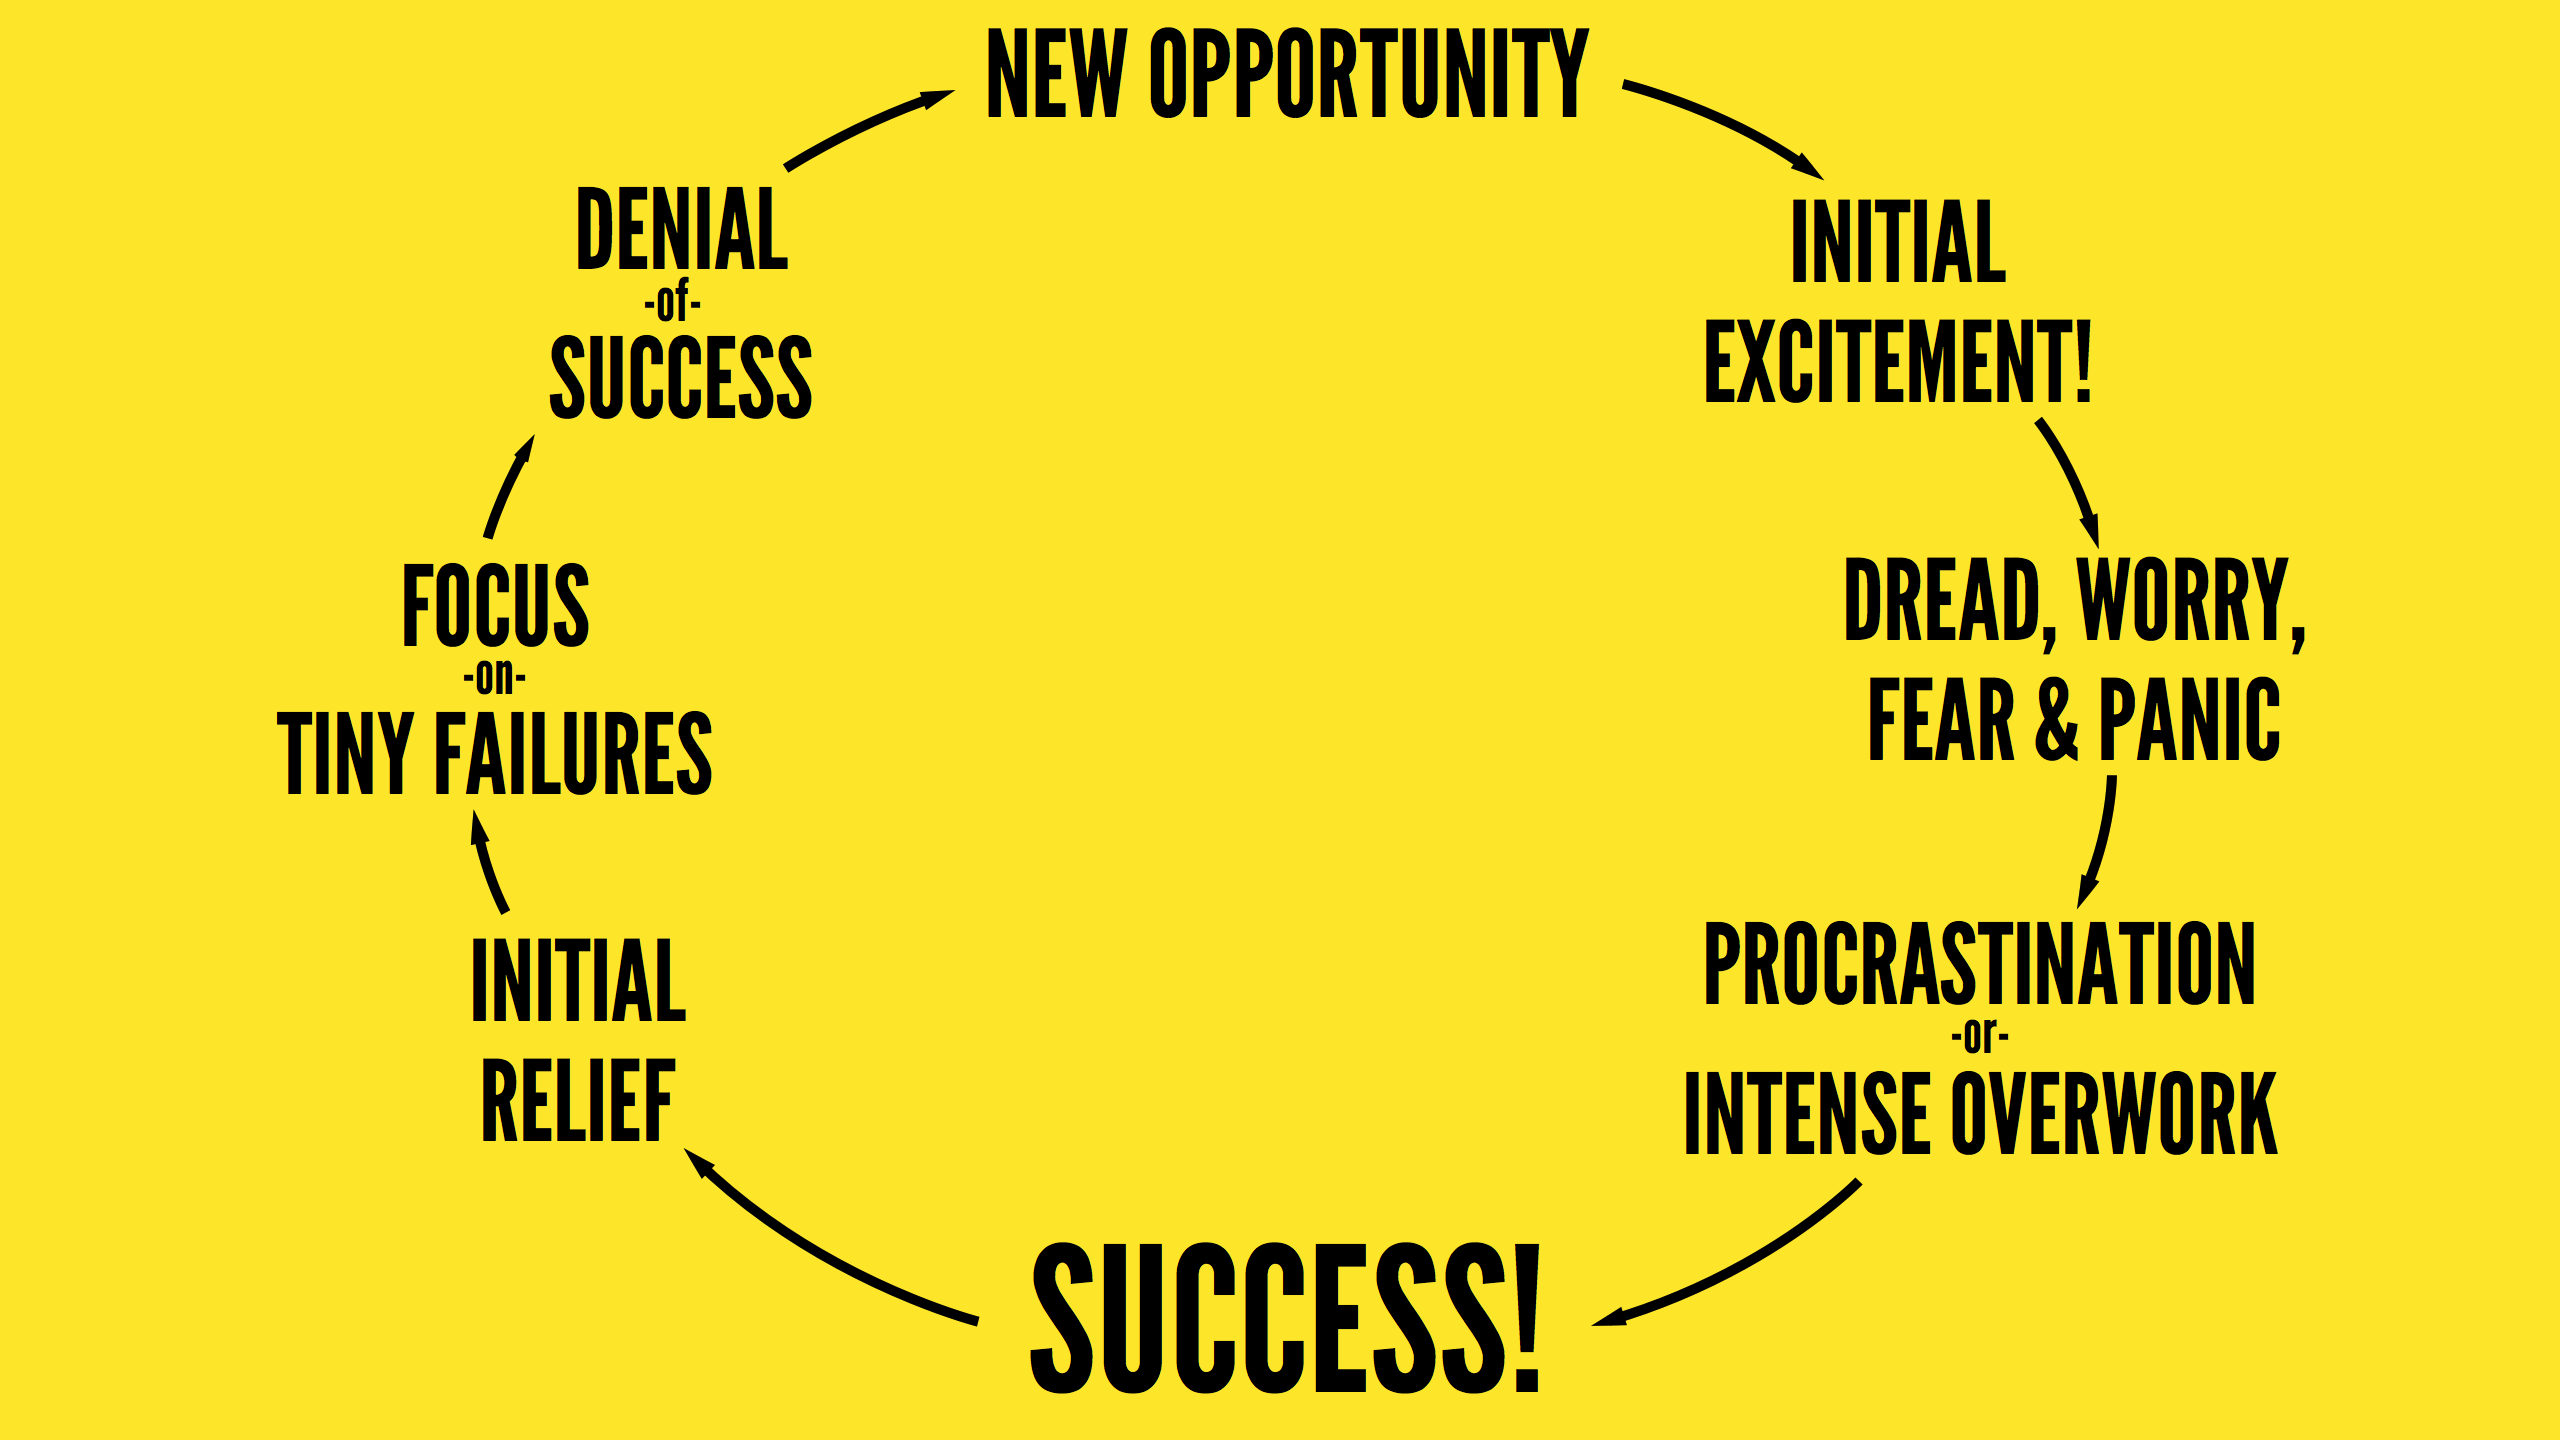 NEW OPPORTUNITY
INITIAL
EXCITEMENT!
DREAD, WORRY,
FEAR & PANIC
PROCRASTINATION
-or-
INTENSE OVERWORK
SUCCESS!
INITIAL
RELIEF
FOCUS
-on-
TINY FAILURES
DENIAL
-of-
SUCCESS